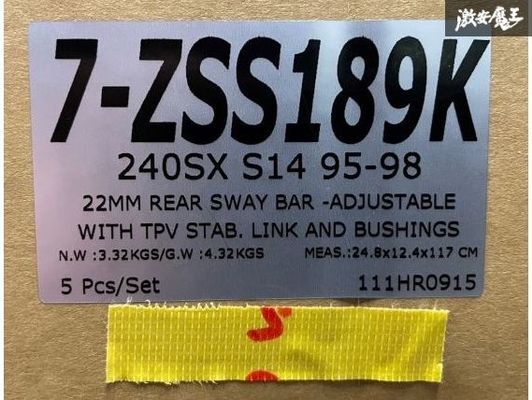 激安魔王
7-ZSS189K
240SX S14 95-98
22MM REAR SWAY BAR -ADJUSTABLE
WITH TPV STAB. LINK AND BUSHINGS
N.W :3.32KGS/G.W :4.32KGS MEAS.:24.8x12.4x117 CM
5 Pcs/Set 111HR0915